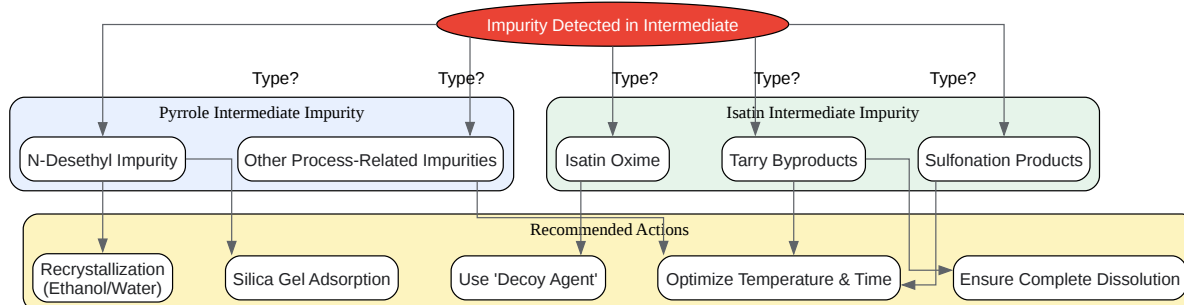 Impurity Detected in Intermediate
Type?
Type?
Type?
Type?
Type?
Pyrrole Intermediate Impurity
Isatin Intermediate Impurity
N-Desethyl Impurity
Other Process-Related Impurities
Isatin Oxime
Tarry Byproducts
Sulfonation Products
Recommended Actions
Recrystallization
(Ethanol/Water)
Silica Gel Adsorption
Use 'Decoy Agent'
Optimize Temperature & Time
Ensure Complete Dissolution